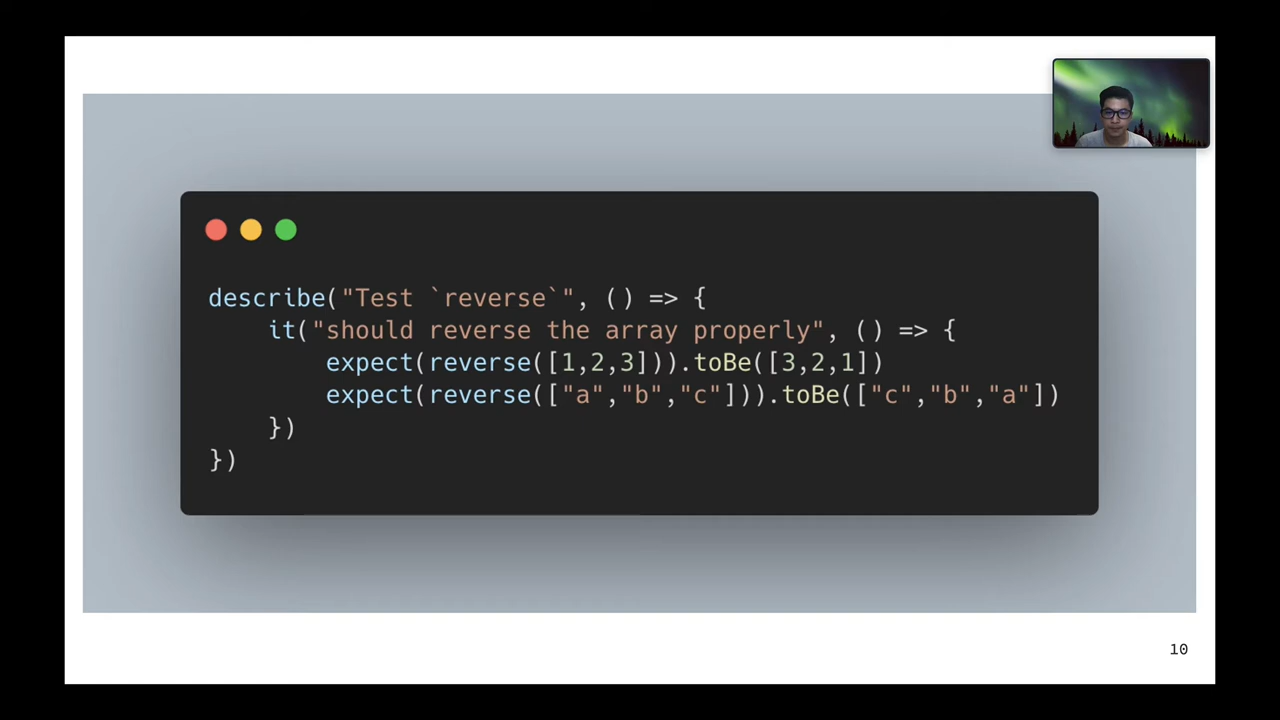 describe("Test `reverse`", () => {
    it("should reverse the array properly", () => {
        expect(reverse([1,2,3])).toBe([3,2,1])
        expect(reverse(["a","b","c"])).toBe(["c","b","a"])
    })
})
10